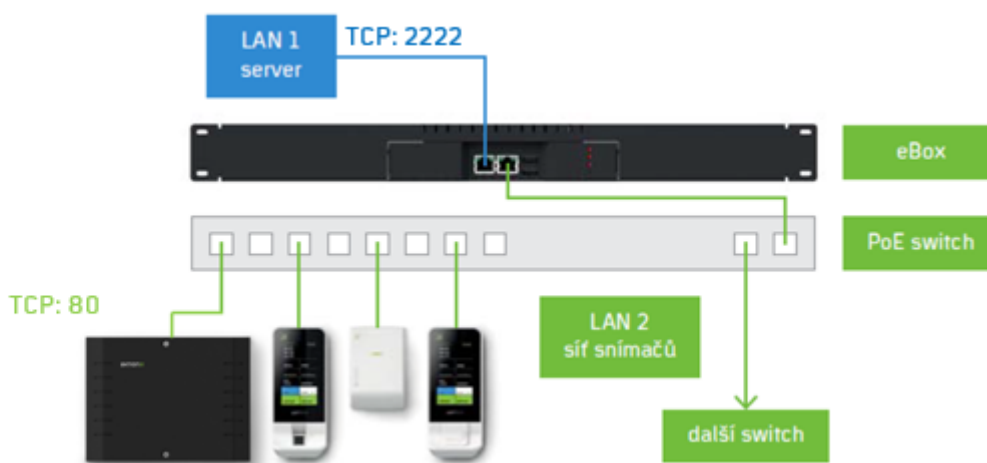 LAN 1
server
TCP: 2222
eBox
PoE switch
TCP: 80
LAN 2
síť snímačů
další switch